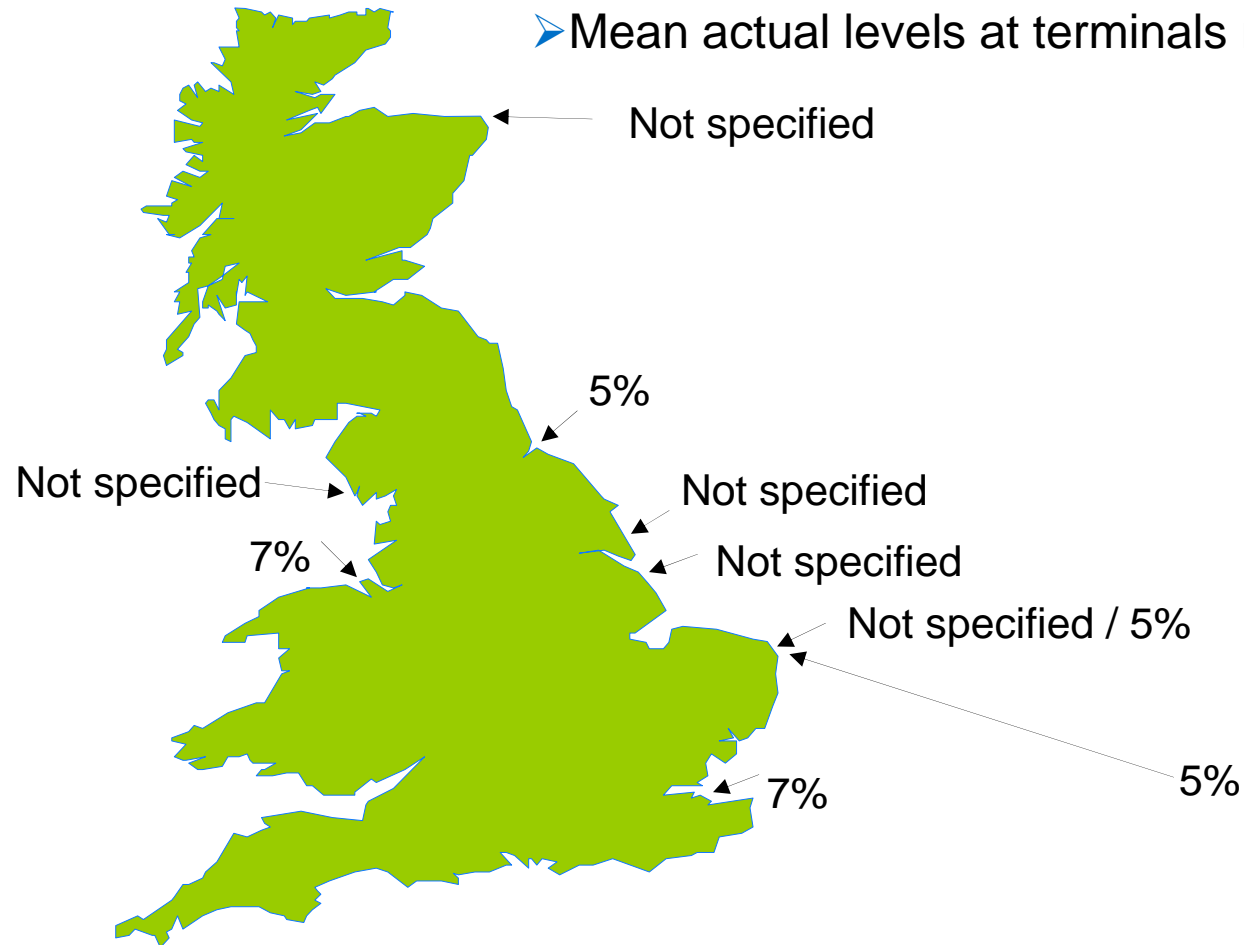 ➢Mean actual levels at terminals
Not specified
5%
Not specified
Not specified
7%
Not specified
Not specified / 5%
5%
7%